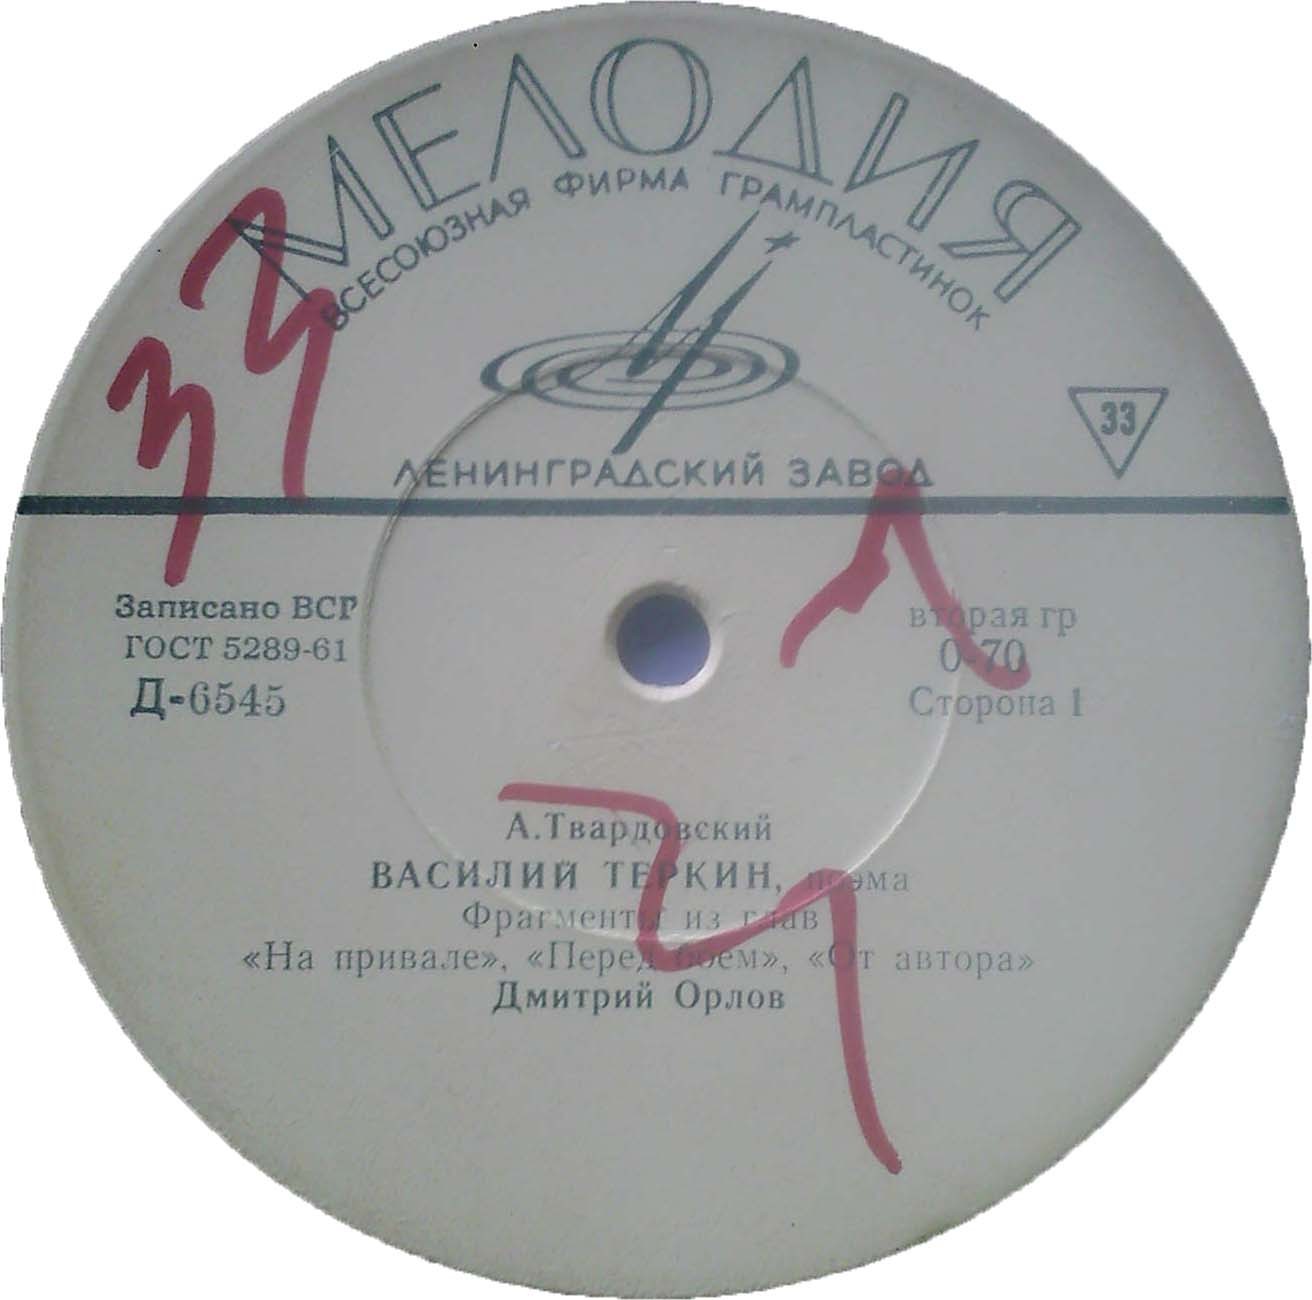 МЕЛОДИЯ
ВСЕСОЮЗНАЯ ФИРМА ГРАМПЛАСТИНОК
33
33
ЛЕНИНГРАДСКИЙ ЗАВОД
Записано ВСГ
ГОСТ 5289-61
Д-6545
вторая гр
0-70
Сторона 1
А.Твардовский
ВАСИЛИЙ ТЕРКИН, поэма
Фрагменты из глав
«На привале», «Перед боем», «От автора»
Дмитрий Орлов